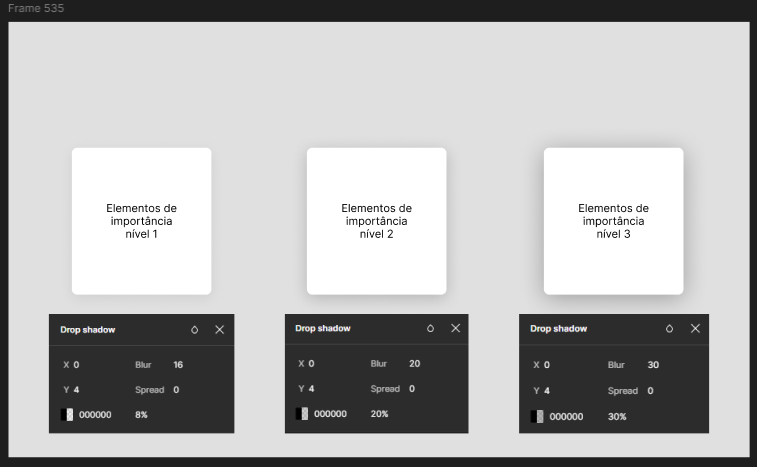 Frame 535
Elementos de
importância
nível 1
Elementos de
importância
nível 2
Elementos de
importância
nível 3
Drop shadow
X 0 Blur 16
Y 4 Spread 0
000000 8%
Drop shadow
X 0 Blur 20
Y 4 Spread 0
000000 20%
Drop shadow
X 0 Blur 30
Y 4 Spread 0
000000 30%